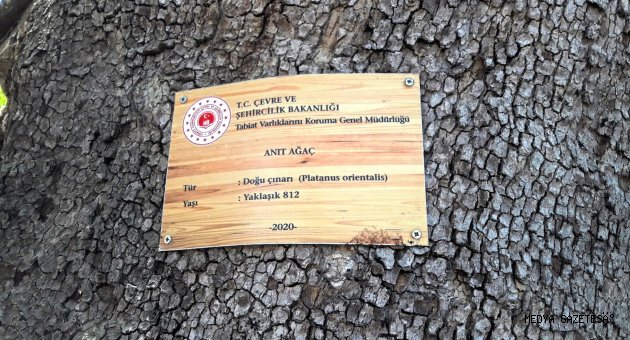 T.C. ÇEVRE VE
ŞEHİRCİLİK BAKANLIĞI
Tabiat Varlıklarını Koruma Genel Müdürlüğü
ANIT AĞAÇ
Tür : Doğu çınarı (Platanus orientalis)
Yaşı : Yaklaşık 812
-2020-
MEDYA GAZETESİ